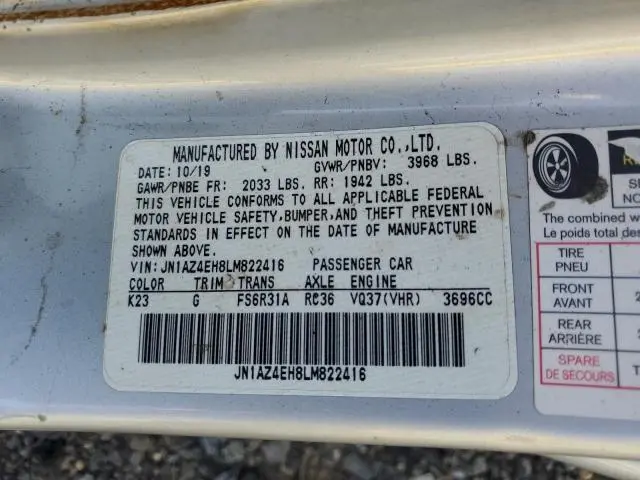 MANUFACTURED BY NISSAN MOTOR CO.,LTD.
DATE: 10/19 GVWR/PNBV: 3968 LBS.
GAWR/PNBE FR: 2033 LBS. RR: 1942 LBS.
THIS VEHICLE CONFORMS TO ALL APPLICABLE FEDERAL
MOTOR VEHICLE SAFETY,BUMPER,AND THEFT PREVENTION
STANDARDS IN EFFECT ON THE DATE OF MANUFACTURE
SHOWN ABOVE.
VIN: JN1AZ4EH8LM822416 PASSENGER CAR
COLOR TRIM TRANS AXLE ENGINE
K23 G FS6R31A RC36 VQ37(VHR) 3696CC
JN1AZ4EH8LM822416
The combined w
Le poids total des
TIRE
PNEU
FRONT
AVANT
REAR
ARRIÈRE
SPARE
DE SECOURS